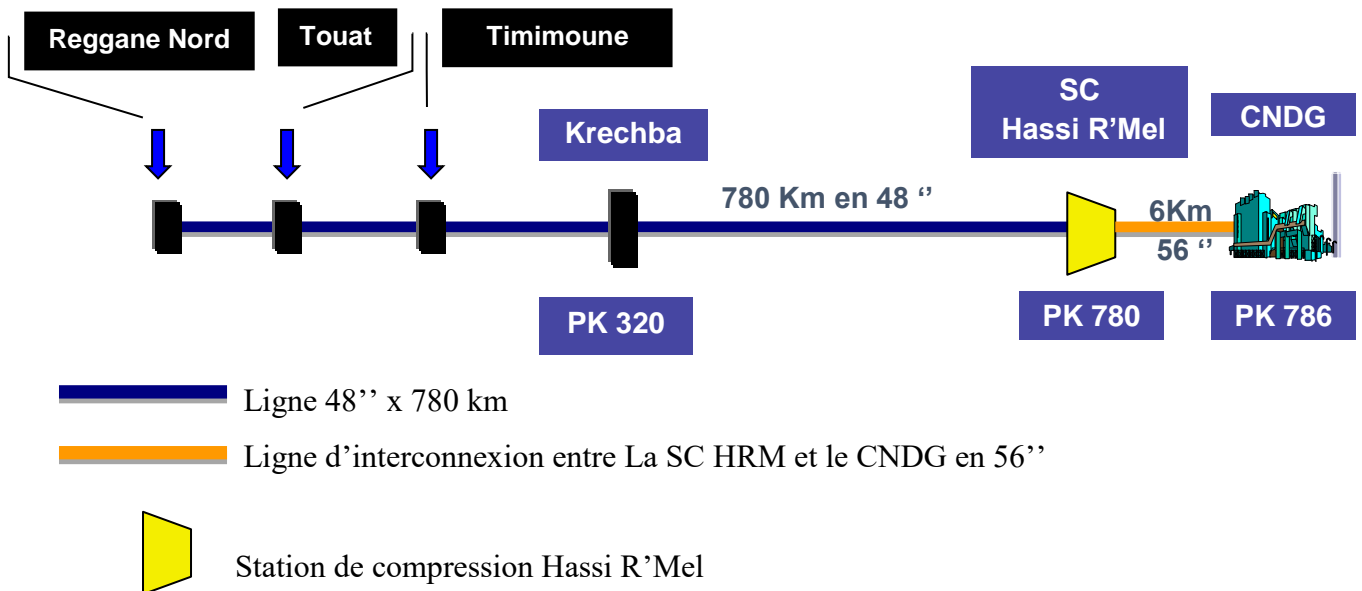 Reggane Nord
Touat
Timimoune
SC
Hassi R’Mel
CNDG
Krechba
780 Km en 48 ‘’
6Km
56 ‘’
PK 320
PK 780
PK 786
Ligne 48’’ x 780 km
Ligne d’interconnexion entre La SC HRM et le CNDG en 56’’
Station de compression Hassi R’Mel